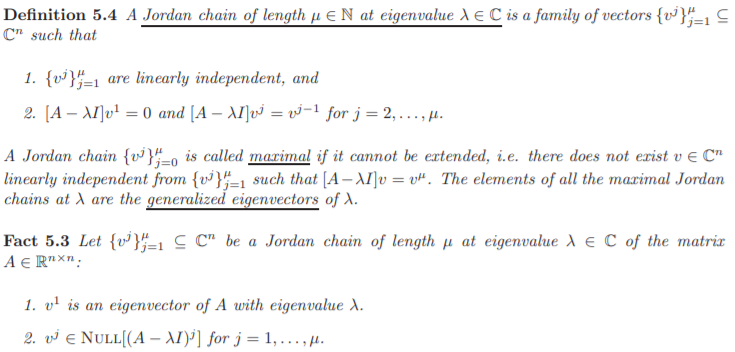 Definition 5.4 A Jordan chain of length μ ∈ ℕ at eigenvalue λ ∈ ℂ is a family of vectors {v^j}^μ_{j=1} ⊆
ℂ^n such that
1. {v^j}^μ_{j=1} are linearly independent, and
2. [A − λI]v^1 = 0 and [A − λI]v^j = v^{j−1} for j = 2, . . . , μ.
A Jordan chain {v^j}^μ_{j=0} is called maximal if it cannot be extended, i.e. there does not exist v ∈ ℂ^n
linearly independent from {v^j}^μ_{j=1} such that [A − λI]v = v^μ. The elements of all the maximal Jordan
chains at λ are the generalized eigenvectors of λ.
Fact 5.3 Let {v^j}^μ_{j=1} ⊆ ℂ^n be a Jordan chain of length μ at eigenvalue λ ∈ ℂ of the matrix
A ∈ ℝ^{n×n}:
1. v^1 is an eigenvector of A with eigenvalue λ.
2. v^j ∈ NULL[(A − λI)^j] for j = 1, . . . , μ.